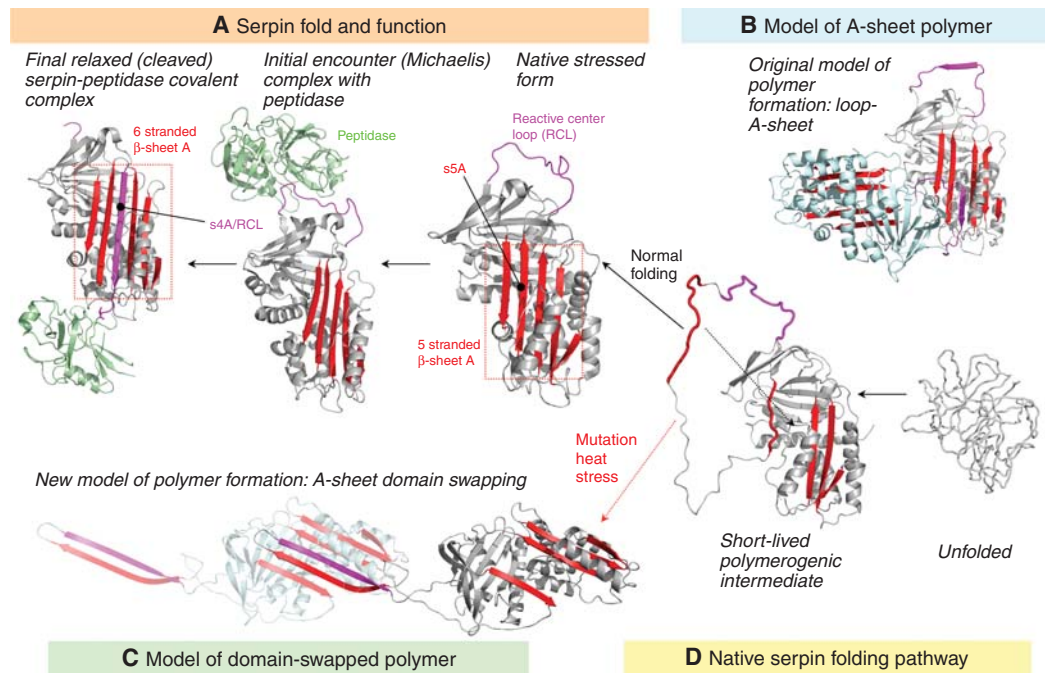 A Serpin fold and function
Final relaxed (cleaved)
serpin-peptidase covalent
complex
Initial encounter (Michaelis)
complex with
peptidase
Native stressed
form
6 stranded
β-sheet A
Peptidase
Reactive center
loop (RCL)
s5A
s4A/RCL
5 stranded
β-sheet A
B Model of A-sheet polymer
Original model of
polymer
formation: loop-
A-sheet
Normal
folding
Mutation
heat
stress
New model of polymer formation: A-sheet domain swapping
Short-lived
polymerogenic
intermediate
Unfolded
C Model of domain-swapped polymer
D Native serpin folding pathway